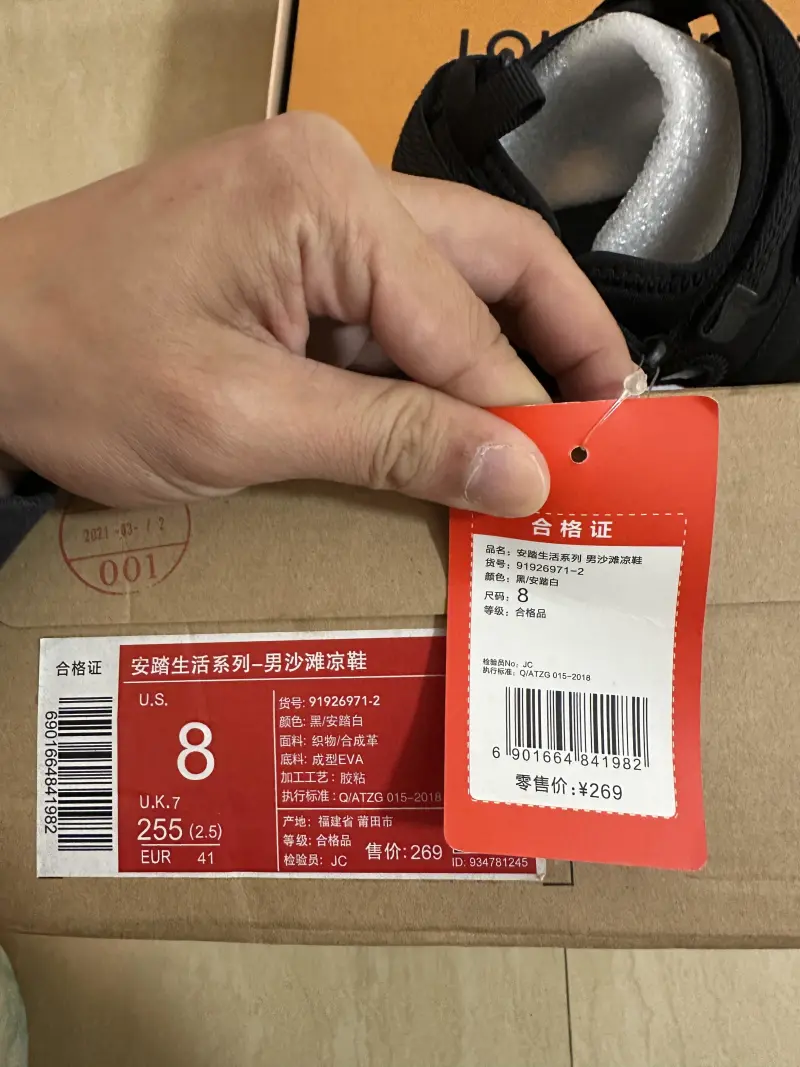 2021-03-12
001
合格证
品名: 安踏生活系列 男沙滩凉鞋
货号: 91926971-2
颜色: 黑/安踏白
尺码: 8
等级: 合格品
检验员No: JC
执行标准: Q/ATZG 015-2018
6 901664 841982
零售价:¥269
合格证
6901664841982
安踏生活系列-男沙滩凉鞋
U.S.
8
U.K.7
255 (2.5)
EUR 41
货号: 91926971-2
颜色: 黑/安踏白
面料: 织物/合成革
底料: 成型EVA
加工工艺: 胶粘
执行标准: Q/ATZG 015-2018
产地: 福建省 莆田市
等级: 合格品
检验员: JC
售价: 269
ID: 934781245